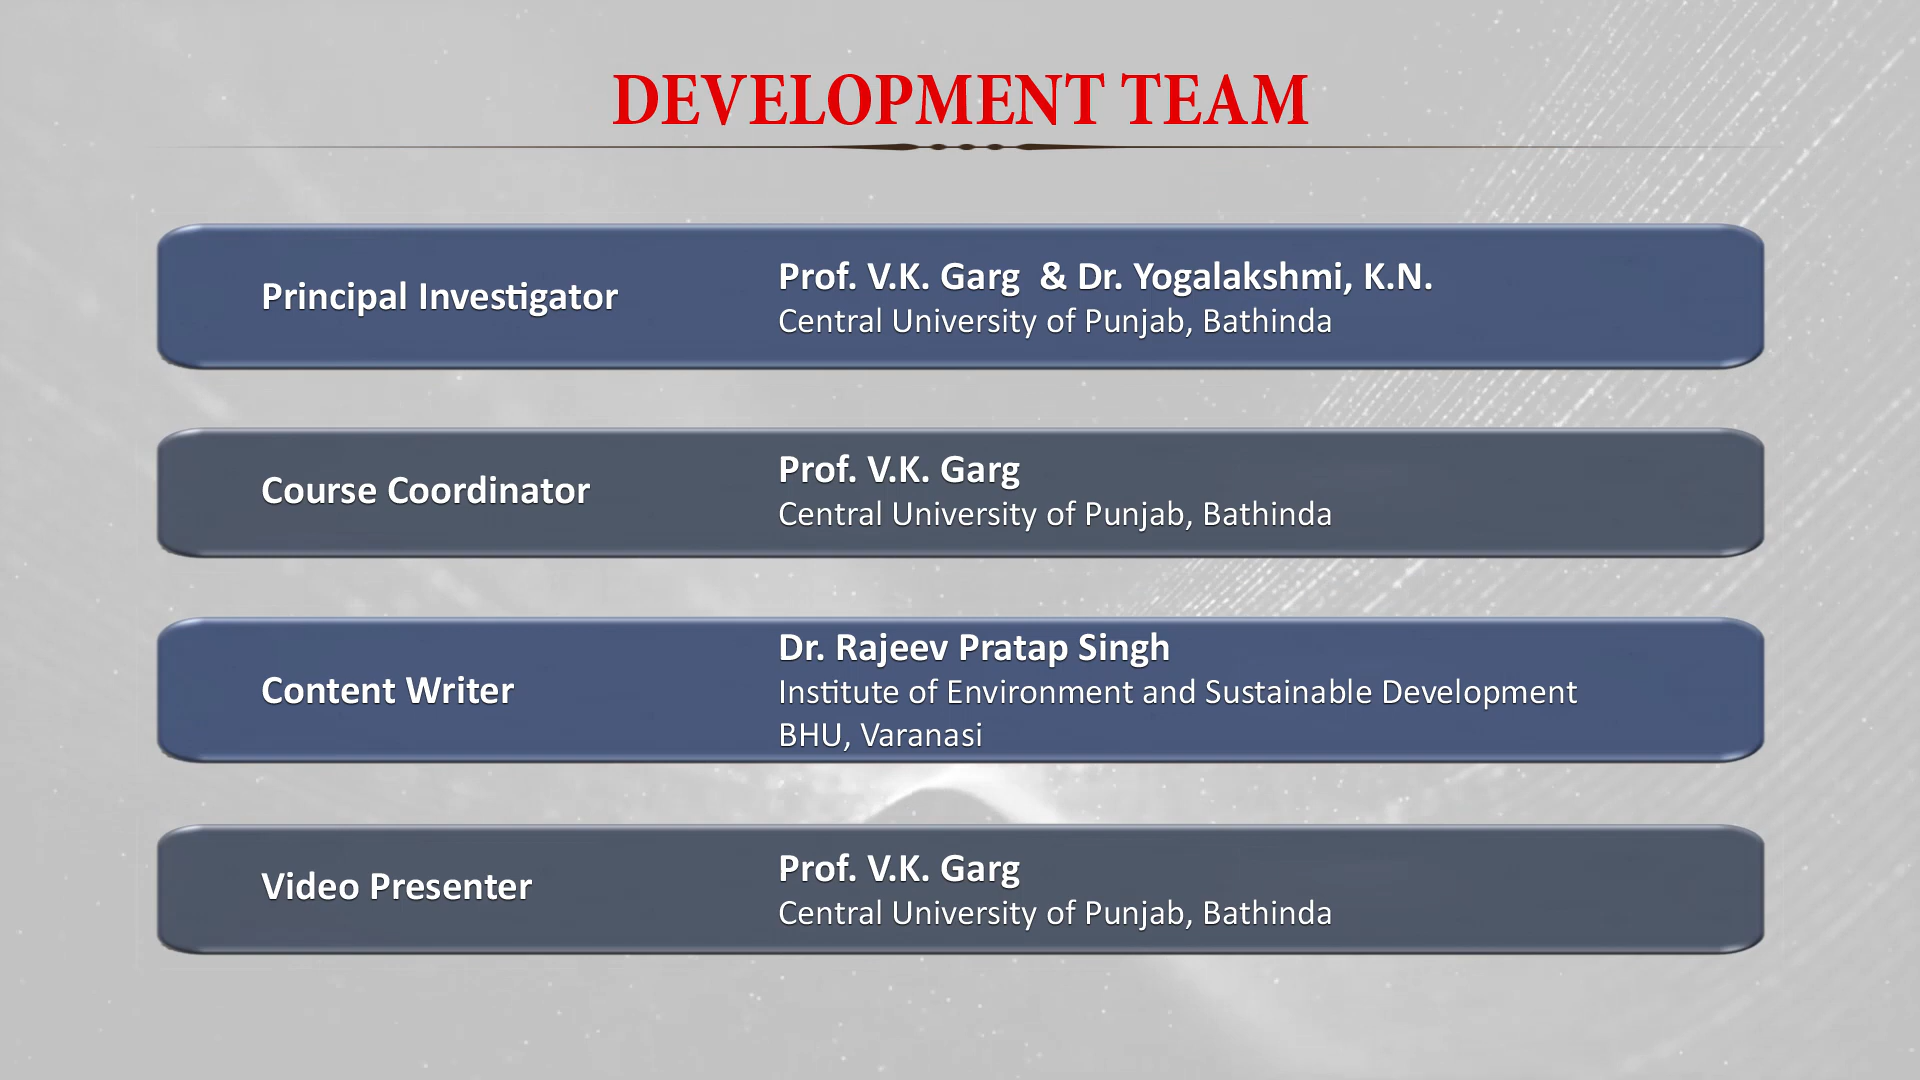 DEVELOPMENT TEAM
Principal Investigator
Prof. V.K. Garg & Dr. Yogalakshmi, K.N.
Central University of Punjab, Bathinda
Course Coordinator
Prof. V.K. Garg
Central University of Punjab, Bathinda
Content Writer
Dr. Rajeev Pratap Singh
Institute of Environment and Sustainable Development
BHU, Varanasi
Video Presenter
Prof. V.K. Garg
Central University of Punjab, Bathinda